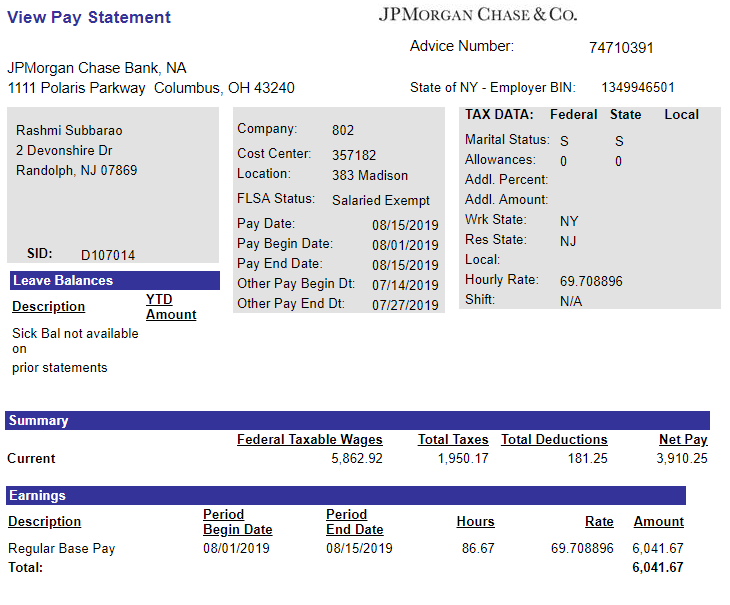 View Pay Statement
JPMORGAN CHASE & CO.
Advice Number: 74710391
JPMorgan Chase Bank, NA
1111 Polaris Parkway Columbus, OH 43240
State of NY - Employer BIN: 1349946501
Rashmi Subbarao
2 Devonshire Dr
Randolph, NJ 07869
SID: D107014
Company: 802
Cost Center: 357182
Location: 383 Madison
FLSA Status: Salaried Exempt
Pay Date: 08/15/2019
Pay Begin Date: 08/01/2019
Pay End Date: 08/15/2019
Other Pay Begin Dt: 07/14/2019
Other Pay End Dt: 07/27/2019
TAX DATA: Federal State Local
Marital Status: S S
Allowances: 0 0
Addl. Percent:
Addl. Amount:
Wrk State: NY
Res State: NJ
Local:
Hourly Rate: 69.708896
Shift: N/A
Leave Balances
Description YTD Amount
Sick Bal not available
on
prior statements
Summary
Federal Taxable Wages Total Taxes Total Deductions Net Pay
Current 5,862.92 1,950.17 181.25 3,910.25
Earnings
Description Period Begin Date Period End Date Hours Rate Amount
Regular Base Pay 08/01/2019 08/15/2019 86.67 69.708896 6,041.67
Total: 6,041.67